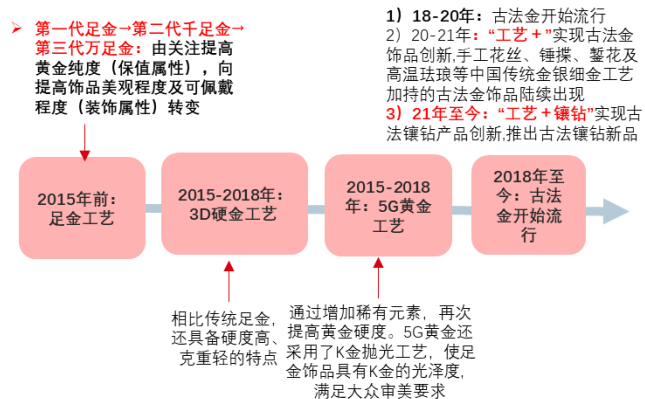 第一代足金→第二代千足金→
第三代万足金：由关注提高
黄金纯度（保值属性），向
提高饰品美观程度及可佩戴
程度（装饰属性）转变
1）18-20年：古法金开始流行
2）20-21年：“工艺＋”实现古法金
饰品创新,手工花丝、锤揲、錾花及
高温珐琅等中国传统金银细金工艺
加持的古法金饰品陆续出现
3）21年至今：“工艺＋镶钻”实现古
法镶钻产品创新,推出古法镶钻新品
2015年前：
足金工艺
2015-2018年：
3D硬金工艺
2015-2018
年：5G黄金
工艺
2018年至
今：古法
金开始流
行
相比传统足金，
还具备硬度高、
克重轻的特点
通过增加稀有元素，再次
提高黄金硬度。5G黄金还
采用了K金抛光工艺，使足
金饰品具有K金的光泽度，
满足大众审美要求